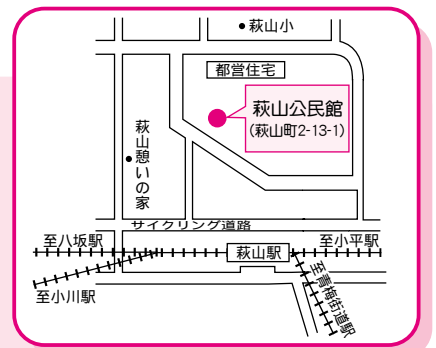 萩山小
都営住宅
萩山公民館
(萩山町2-13-1)
萩山憩いの家
サイクリング道路
至八坂駅
萩山駅
至小平駅
至小川駅
至青梅街道駅